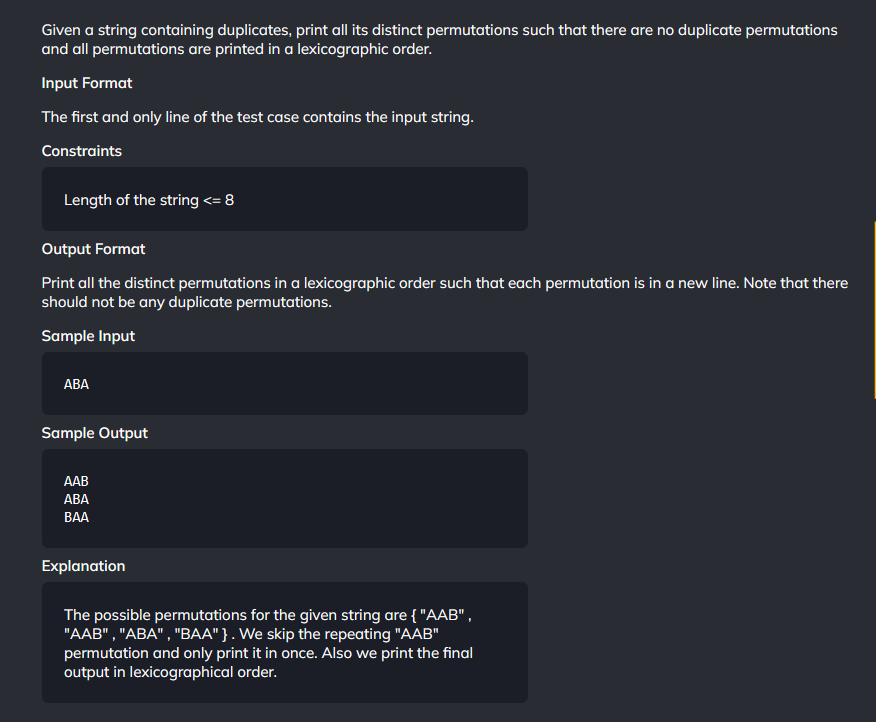 Given a string containing duplicates, print all its distinct permutations such that there are no duplicate permutations
and all permutations are printed in a lexicographic order.
Input Format
The first and only line of the test case contains the input string.
Constraints
Length of the string <= 8
Output Format
Print all the distinct permutations in a lexicographic order such that each permutation is in a new line. Note that there
should not be any duplicate permutations.
Sample Input
ABA
Sample Output
AAB
ABA
BAA
Explanation
The possible permutations for the given string are { "AAB" ,
"AAB" , "ABA" , "BAA" } . We skip the repeating "AAB"
permutation and only print it in once. Also we print the final
output in lexicographical order.